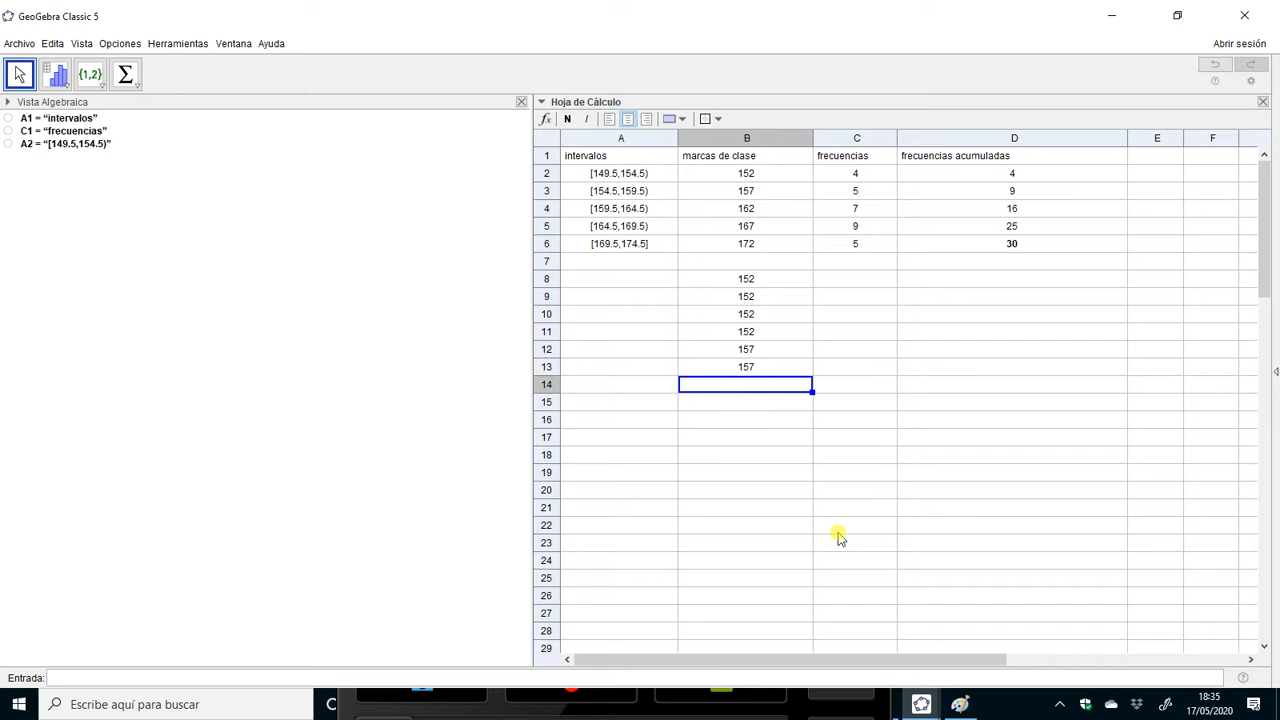 GeoGebra Classic 5
Archivo Edita Vista Opciones Herramientas Ventana Ayuda
Abrir sesión
{1,2} Σ
Vista Algebraica
Hoja de Cálculo
A1 = “intervalos”
C1 = “frecuencias”
A2 = “[149.5,154.5)”
fx N I
A B C D E F
1 intervalos marcas de clase frecuencias frecuencias acumuladas
2 [149.5,154.5) 152 4 4
3 [154.5,159.5) 157 5 9
4 [159.5,164.5) 162 7 16
5 [164.5,169.5) 167 9 25
6 [169.5,174.5] 172 5 30
7
8 152
9 152
10 152
11 152
12 157
13 157
14
15
16
17
18
19
20
21
22
23
24
25
26
27
28
29
Entrada:
Escribe aquí para buscar
18:35
17/05/2020